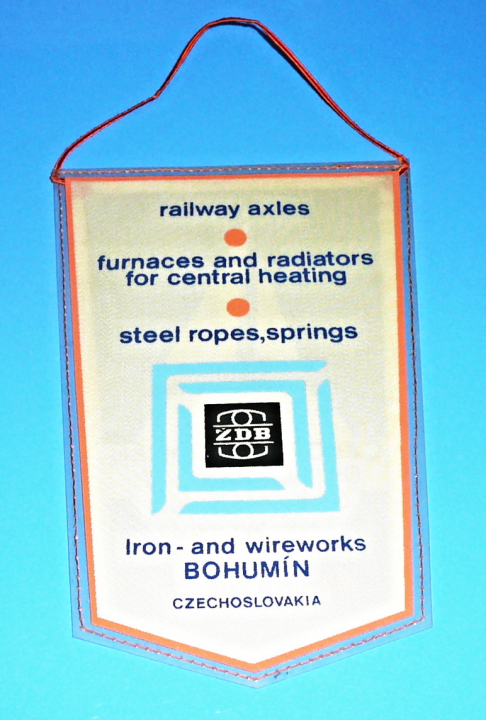 railway axles
furnaces and radiators
for central heating
steel ropes,springs
ŽDB
Iron - and wireworks
BOHUMÍN
CZECHOSLOVAKIA